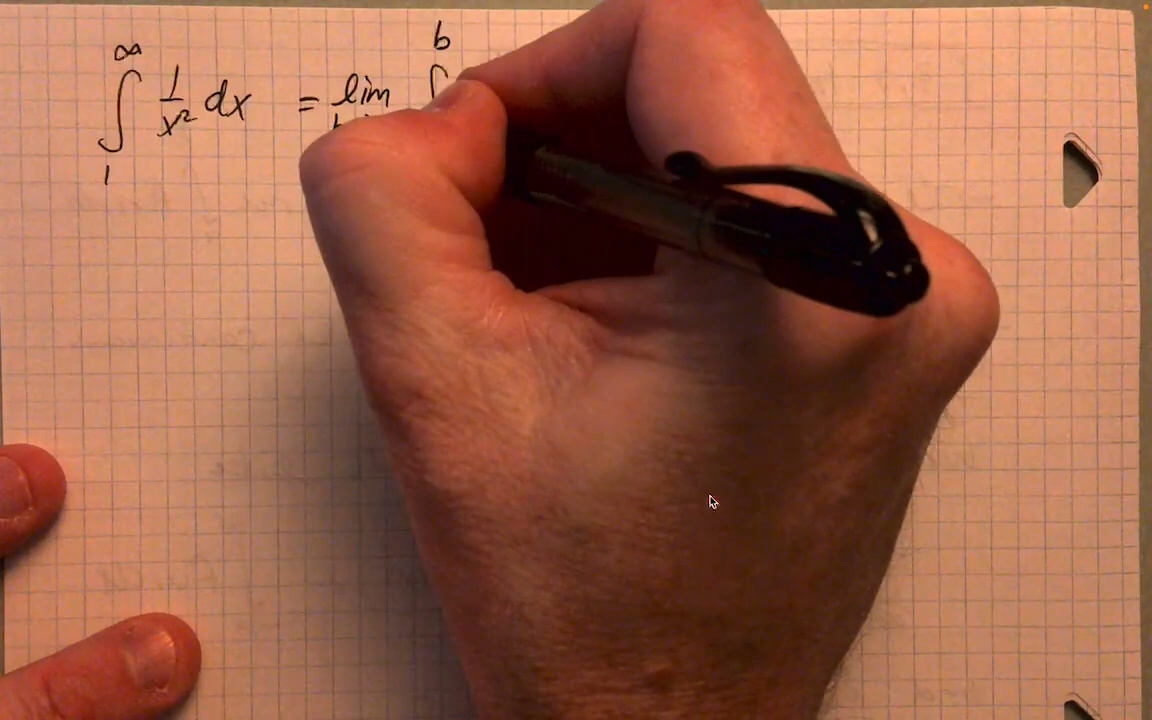 ∫₁^∞ 1/x² dx = lim ∫^b